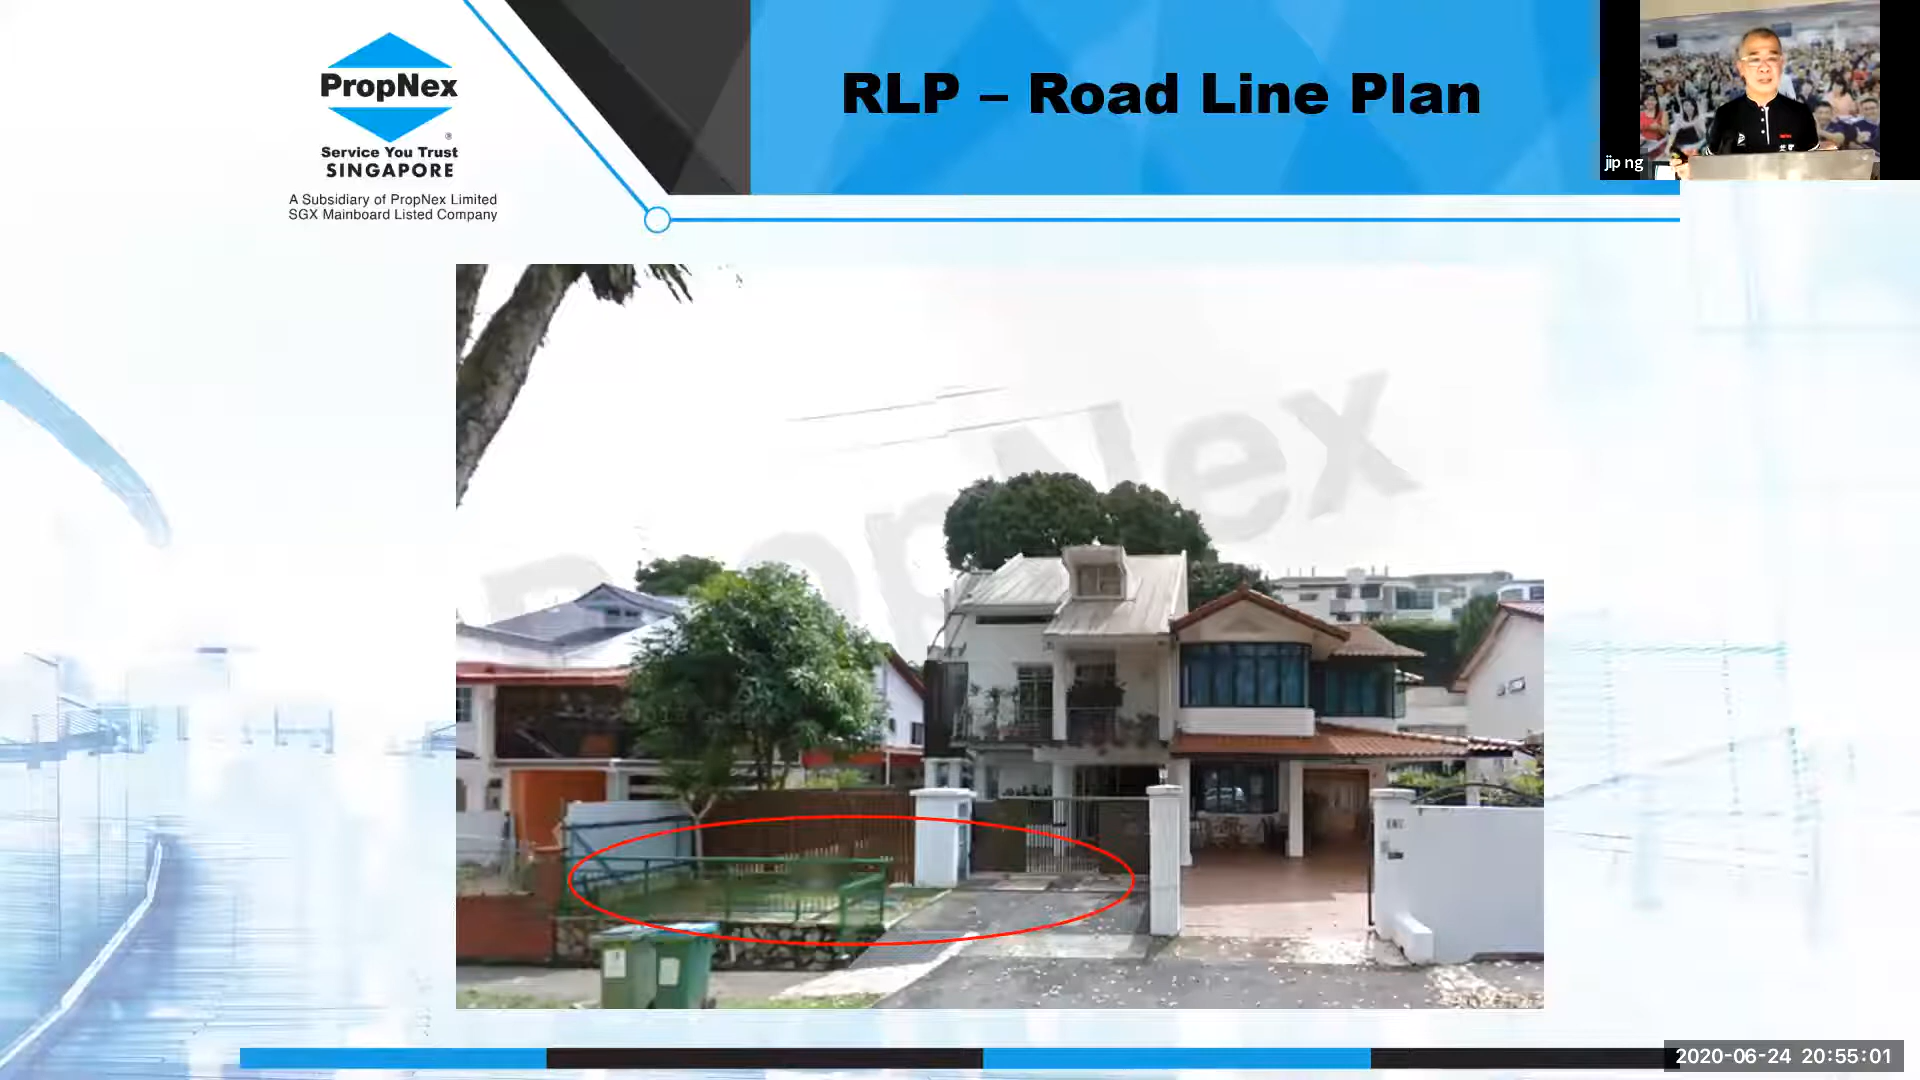 PropNex
®
Service You Trust
SINGAPORE
A Subsidiary of PropNex Limited
SGX Mainboard Listed Company
RLP – Road Line Plan
jip ng
PropNex
2020-06-24 20:55:01